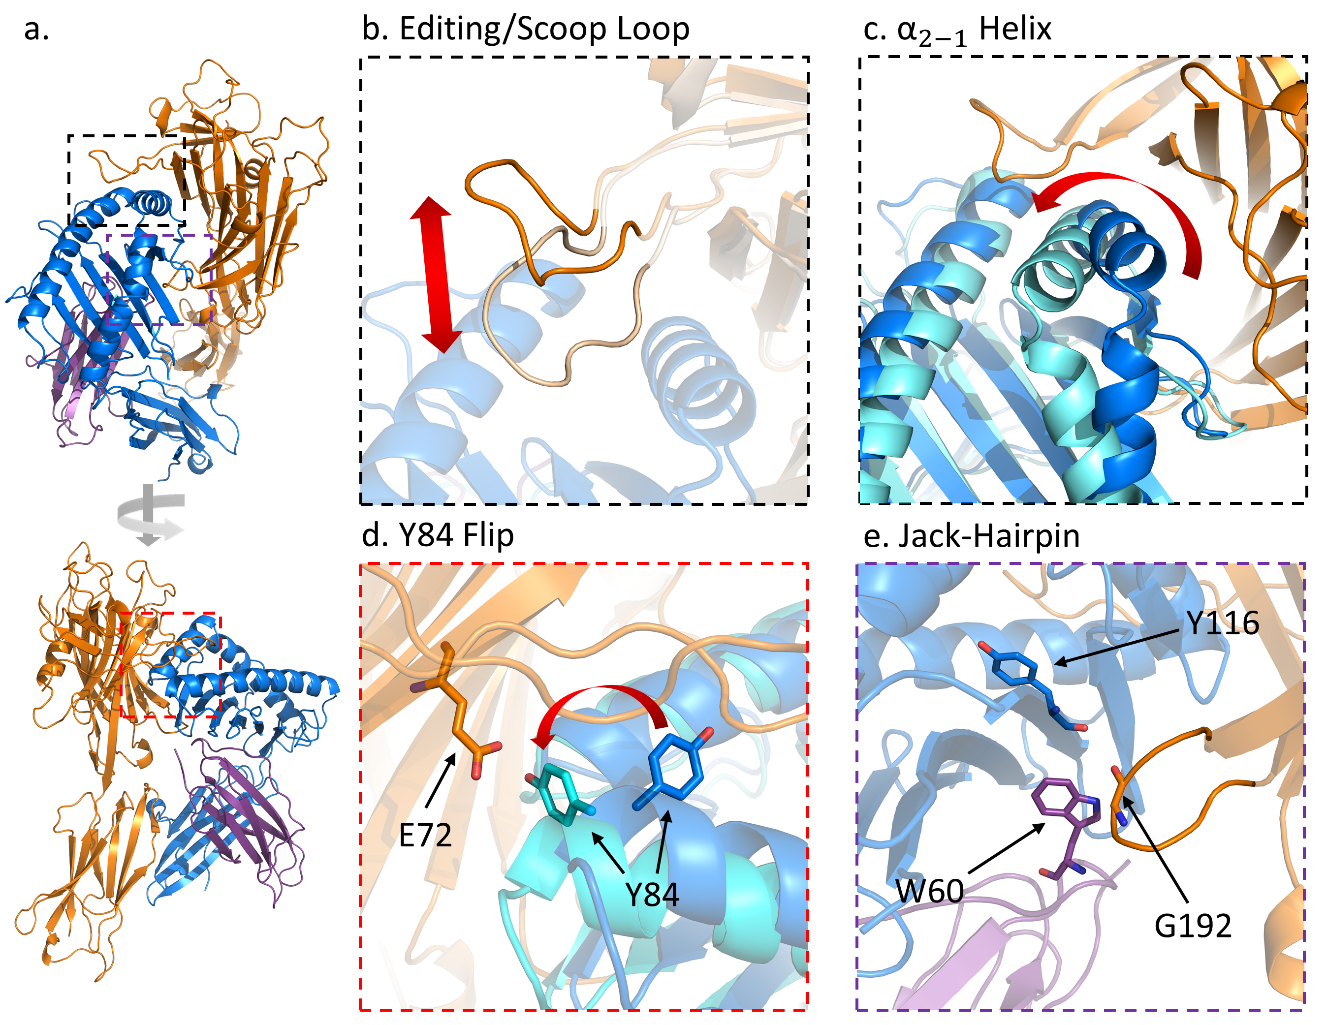 a.
b. Editing/Scoop Loop
c. α₂₋₁ Helix
d. Y84 Flip
E72
Y84
e. Jack-Hairpin
Y116
W60
G192